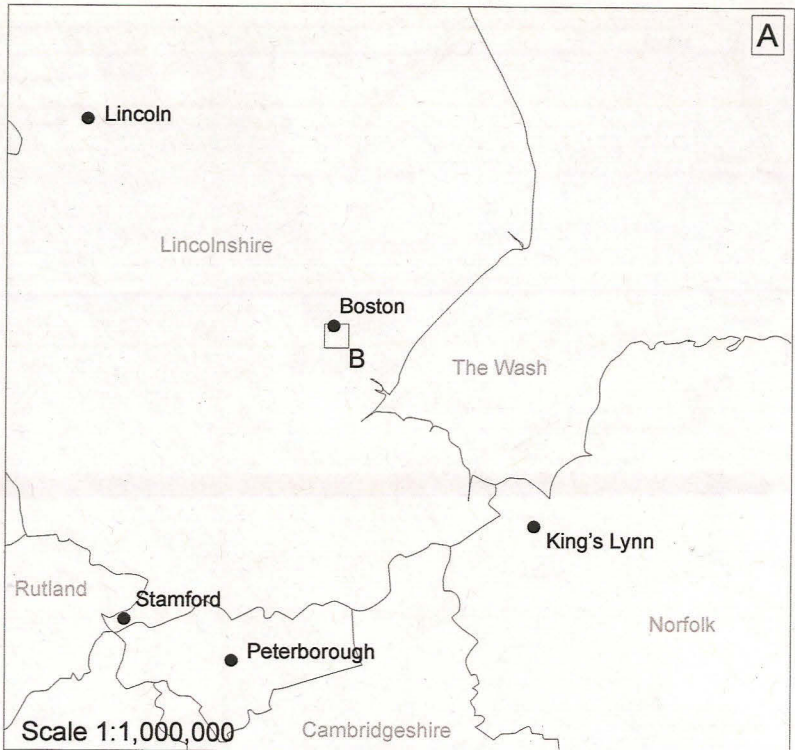 A
Lincoln
Lincolnshire
Boston
B
The Wash
King's Lynn
Rutland
Stamford
Norfolk
Peterborough
Scale 1:1,000,000
Cambridgeshire